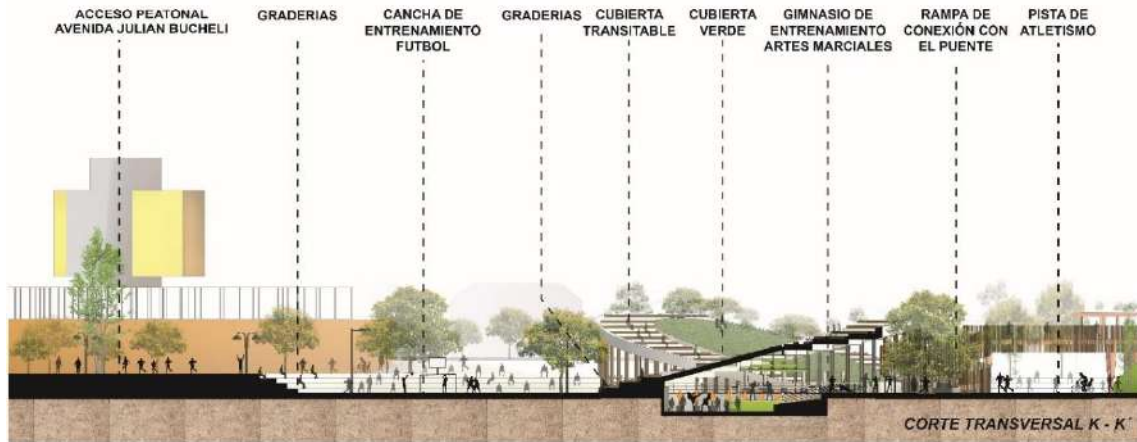 ACCESO PEATONAL
AVENIDA JULIAN BUCHELI
GRADERIAS
CANCHA DE
ENTRENAMIENTO
FUTBOL
GRADERIAS
CUBIERTA
TRANSITABLE
CUBIERTA
VERDE
GIMNASIO DE
ENTRENAMIENTO
ARTES MARCIALES
RAMPA DE
CONEXIÓN CON
EL PUENTE
PISTA DE
ATLETISMO
CORTE TRANSVERSAL K - K´